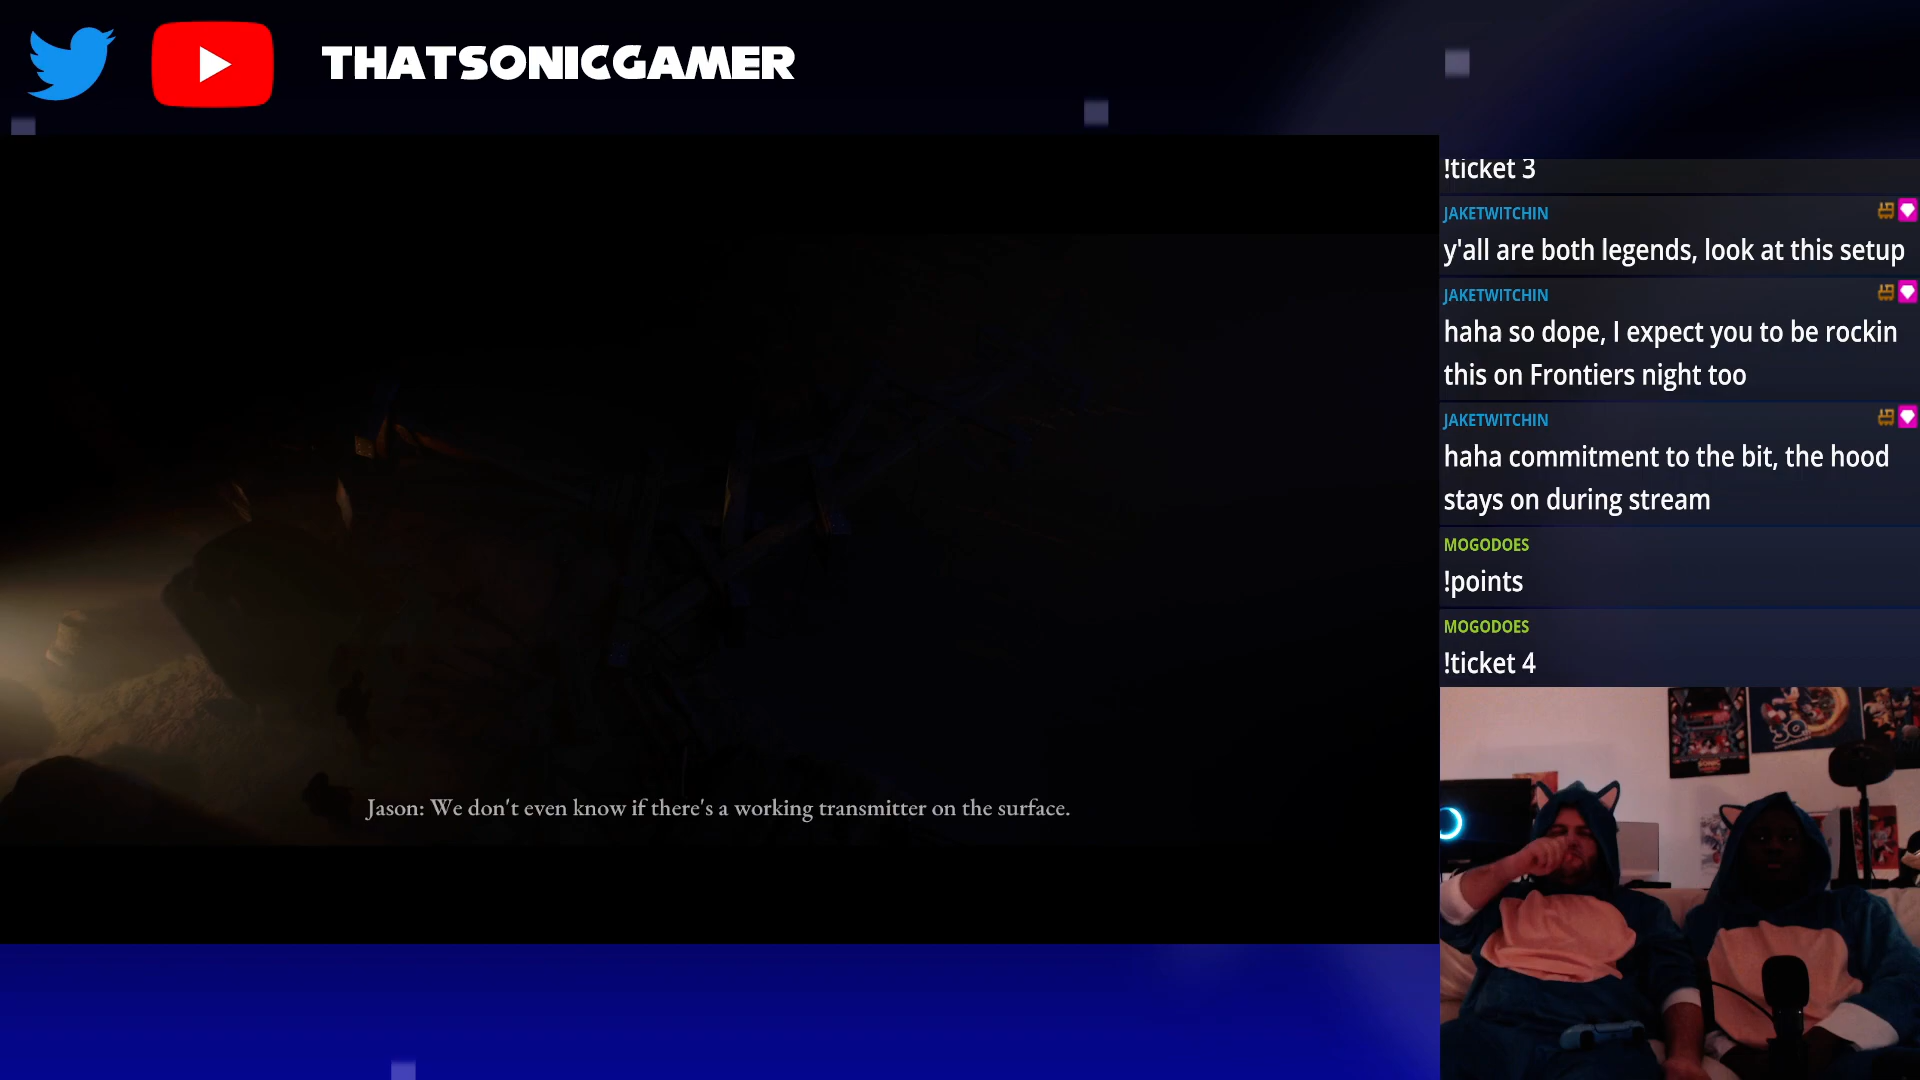 THATSONICGAMER
!ticket 3
JAKETWITCHIN
y'all are both legends, look at this setup
JAKETWITCHIN
haha so dope, I expect you to be rockin
this on Frontiers night too
JAKETWITCHIN
haha commitment to the bit, the hood
stays on during stream
MOGODOES
!points
MOGODOES
!ticket 4
SONIC
30
Jason: We don't even know if there's a working transmitter on the surface.